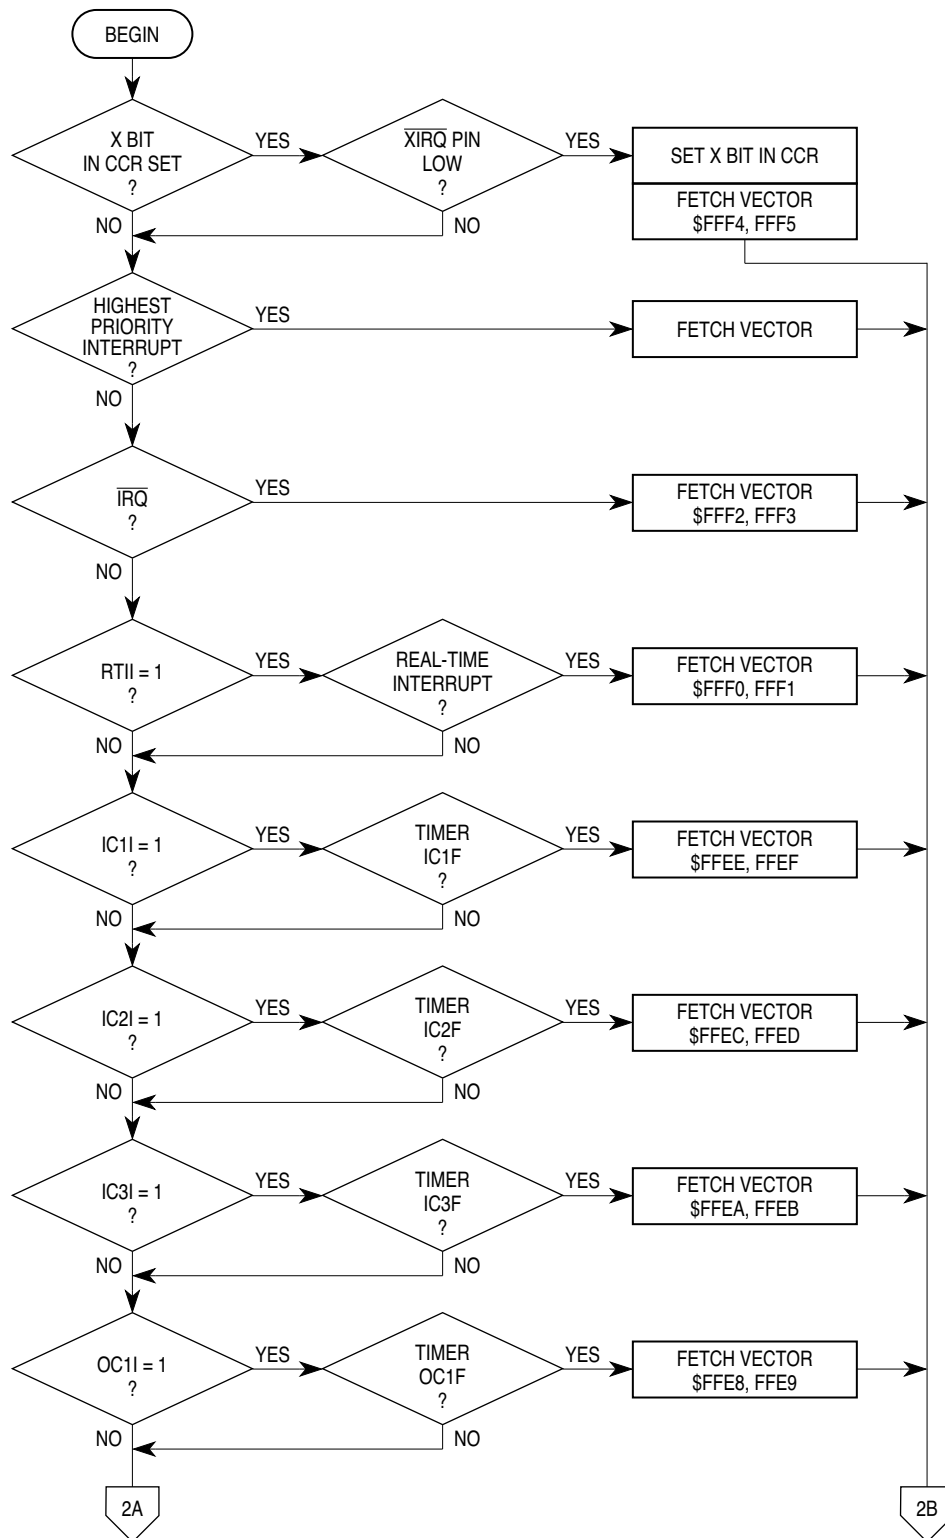 BEGIN
X BIT
IN CCR SET
?
YES
XIRQ PIN
LOW
?
YES
SET X BIT IN CCR
FETCH VECTOR
$FFF4, FFF5
NO
NO
HIGHEST
PRIORITY
INTERRUPT
?
YES
FETCH VECTOR
NO
IRQ
?
YES
FETCH VECTOR
$FFF2, FFF3
NO
RTII = 1
?
YES
REAL-TIME
INTERRUPT
?
YES
FETCH VECTOR
$FFF0, FFF1
NO
NO
IC1I = 1
?
YES
TIMER
IC1F
?
YES
FETCH VECTOR
$FFEE, FFEF
NO
NO
IC2I = 1
?
YES
TIMER
IC2F
?
YES
FETCH VECTOR
$FFEC, FFED
NO
NO
IC3I = 1
?
YES
TIMER
IC3F
?
YES
FETCH VECTOR
$FFEA, FFEB
NO
NO
OC1I = 1
?
YES
TIMER
OC1F
?
YES
FETCH VECTOR
$FFE8, FFE9
NO
NO
2A
2B